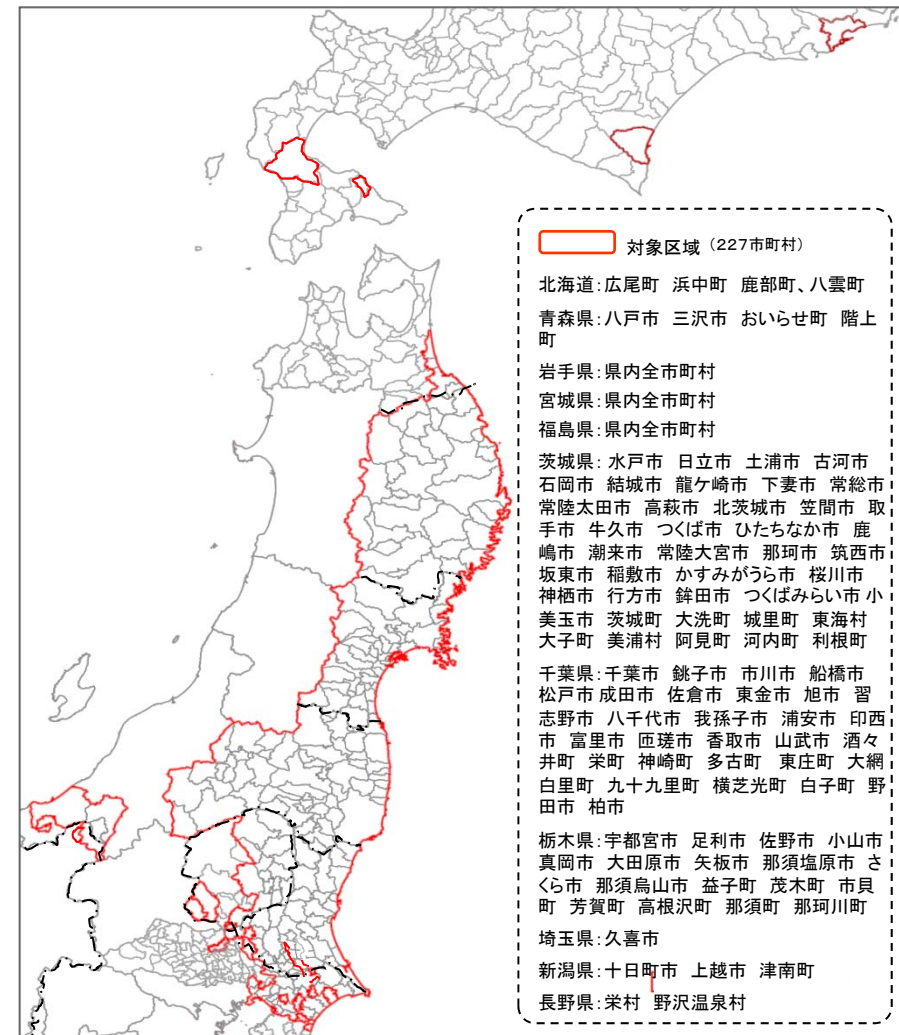 対象区域（227市町村）
北海道：広尾町 浜中町 鹿部町、八雲町
青森県：八戸市 三沢市 おいらせ町 階上
町
岩手県：県内全市町村
宮城県：県内全市町村
福島県：県内全市町村
茨城県：水戸市 日立市 土浦市 古河市
石岡市 結城市 龍ケ崎市 下妻市 常総市
常陸太田市 高萩市 北茨城市 笠間市 取
手市 牛久市 つくば市 ひたちなか市 鹿
嶋市 潮来市 常陸大宮市 那珂市 筑西市
坂東市 稲敷市 かすみがうら市 桜川市
神栖市 行方市 鉾田市 つくばみらい市 小
美玉市 茨城町 大洗町 城里町 東海村
大子町 美浦村 阿見町 河内町 利根町
千葉県：千葉市 銚子市 市川市 船橋市
松戸市 成田市 佐倉市 東金市 旭市 習
志野市 八千代市 我孫子市 浦安市 印西
市 富里市 匝瑳市 香取市 山武市 酒々
井町 栄町 神崎町 多古町 東庄町 大網
白里町 九十九里町 横芝光町 白子町 野
田市 柏市
栃木県：宇都宮市 足利市 佐野市 小山市
真岡市 大田原市 矢板市 那須塩原市 さ
くら市 那須烏山市 益子町 茂木町 市貝
町 芳賀町 高根沢町 那須町 那珂川町
埼玉県：久喜市
新潟県：十日町市 上越市 津南町
長野県：栄村 野沢温泉村